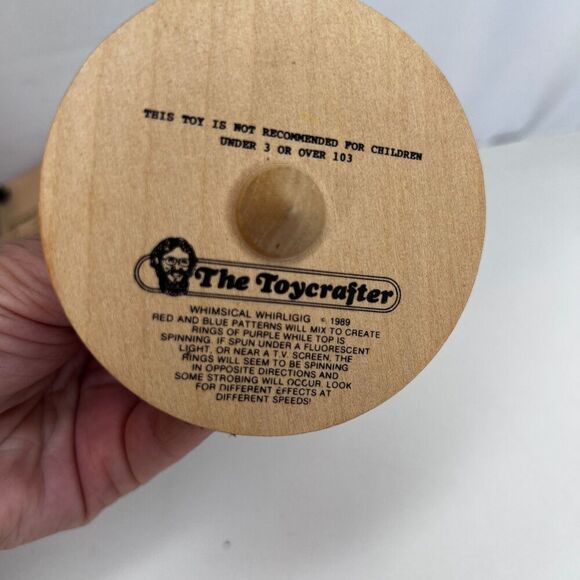 THIS TOY IS NOT RECOMMENDED FOR CHILDREN
UNDER 3 OR OVER 103
The Toycrafter
WHIMSICAL WHIRLIGIG © 1989
RED AND BLUE PATTERNS WILL MIX TO CREATE
RINGS OF PURPLE WHILE TOP IS
SPINNING. IF SPUN UNDER A FLUORESCENT
LIGHT, OR NEAR A T.V. SCREEN, THE
RINGS WILL SEEM TO BE SPINNING
IN OPPOSITE DIRECTIONS AND
SOME STROBING WILL OCCUR. LOOK
FOR DIFFERENT EFFECTS AT
DIFFERENT SPEEDS!